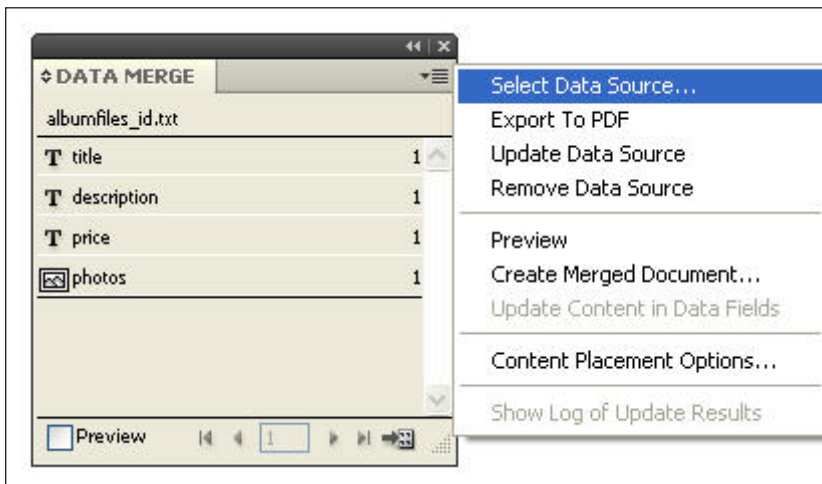 DATA MERGE
albumfiles_id.txt
T title 1
T description 1
T price 1
photos 1
Preview 1
Select Data Source...
Export To PDF
Update Data Source
Remove Data Source
Preview
Create Merged Document...
Update Content in Data Fields
Content Placement Options...
Show Log of Update Results